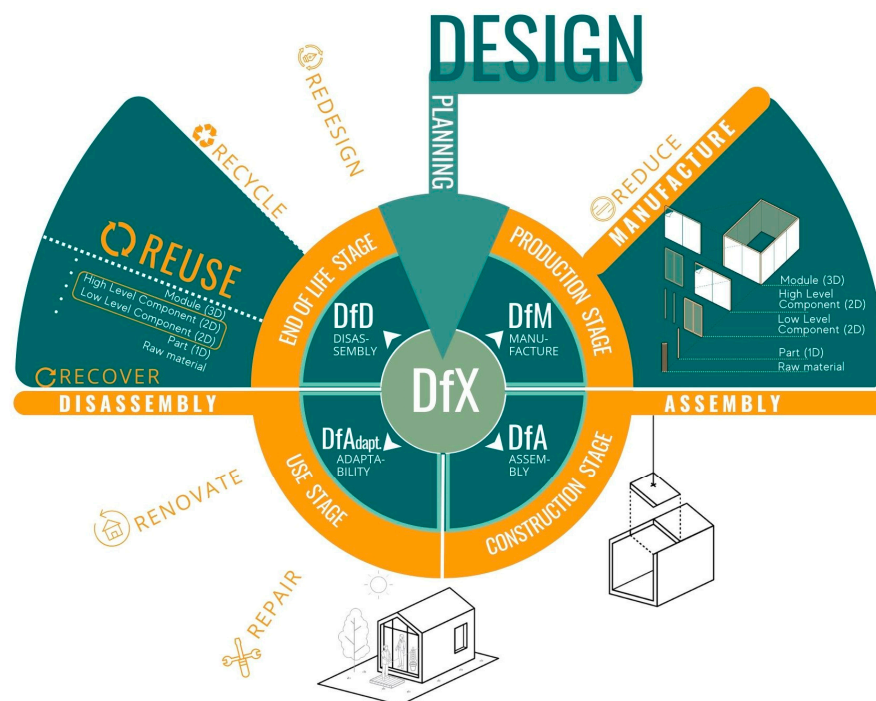 DESIGN
PLANNING
REDESIGN
RECYCLE
REUSE
Module (3D)
High Level Component (2D)
Low Level Component (2D)
Part (1D)
Raw material
RECOVER
DISASSEMBLY
REDUCE
MANUFACTURE
Module (3D)
High Level
Component (2D)
Low Level
Component (2D)
Part (1D)
Raw material
ASSEMBLY
END OF LIFE STAGE
PRODUCTION STAGE
DfD
DISAS-
SEMBLY
DfM
MANU-
FACTURE
DfX
DfAdapt.
ADAPTA-
BILITY
DfA
ASSEM-
BLY
USE STAGE
CONSTRUCTION STAGE
RENOVATE
REPAIR